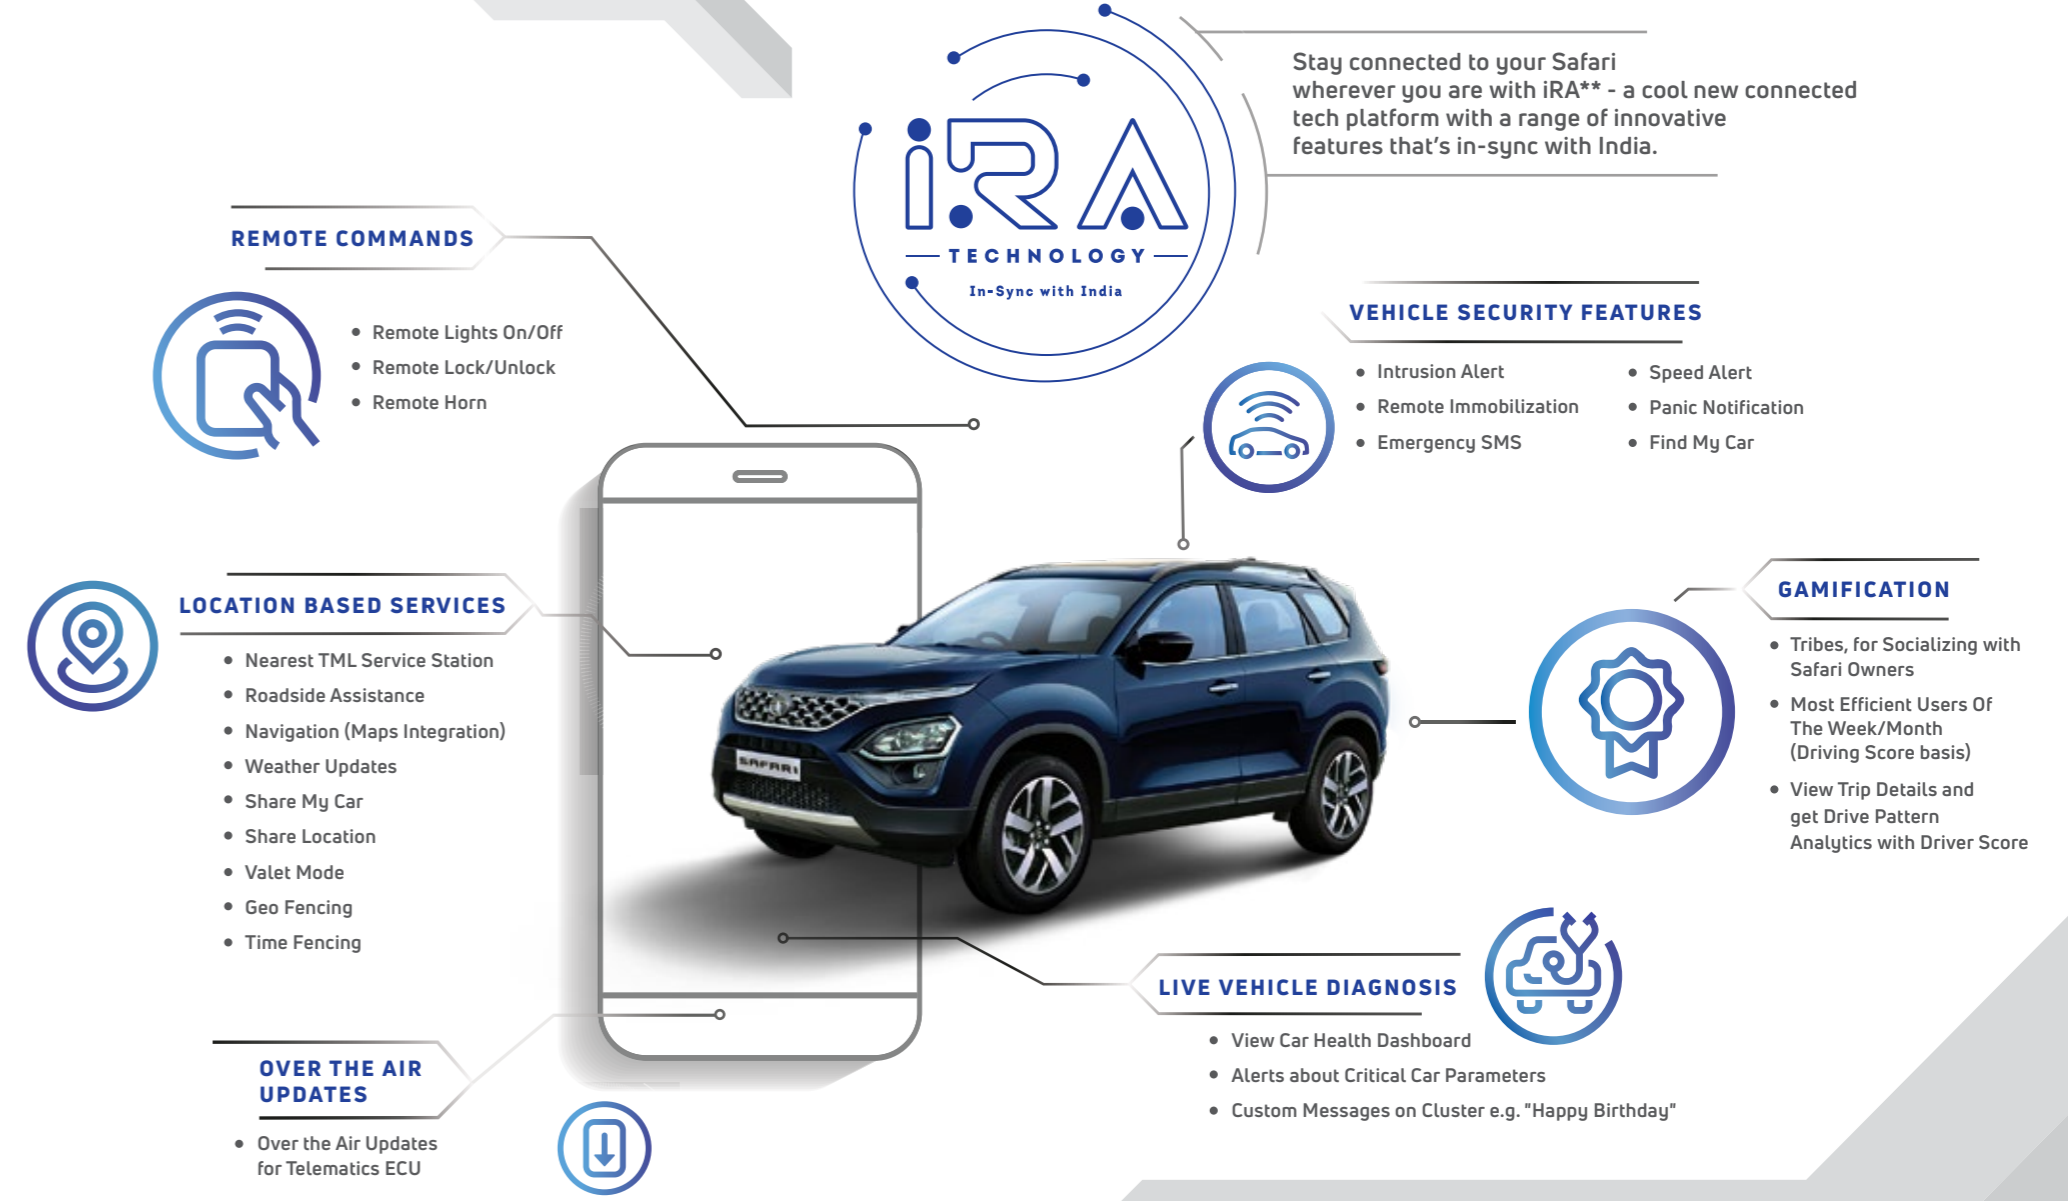 iRA
TECHNOLOGY
In-Sync with India
Stay connected to your Safari
wherever you are with iRA** - a cool new connected
tech platform with a range of innovative
features that's in-sync with India.
REMOTE COMMANDS
• Remote Lights On/Off
• Remote Lock/Unlock
• Remote Horn
VEHICLE SECURITY FEATURES
• Intrusion Alert
• Remote Immobilization
• Emergency SMS
• Speed Alert
• Panic Notification
• Find My Car
LOCATION BASED SERVICES
• Nearest TML Service Station
• Roadside Assistance
• Navigation (Maps Integration)
• Weather Updates
• Share My Car
• Share Location
• Valet Mode
• Geo Fencing
• Time Fencing
SAFARI
GAMIFICATION
• Tribes, for Socializing with
Safari Owners
• Most Efficient Users Of
The Week/Month
(Driving Score basis)
• View Trip Details and
get Drive Pattern
Analytics with Driver Score
LIVE VEHICLE DIAGNOSIS
• View Car Health Dashboard
• Alerts about Critical Car Parameters
• Custom Messages on Cluster e.g. "Happy Birthday"
OVER THE AIR
UPDATES
• Over the Air Updates
for Telematics ECU